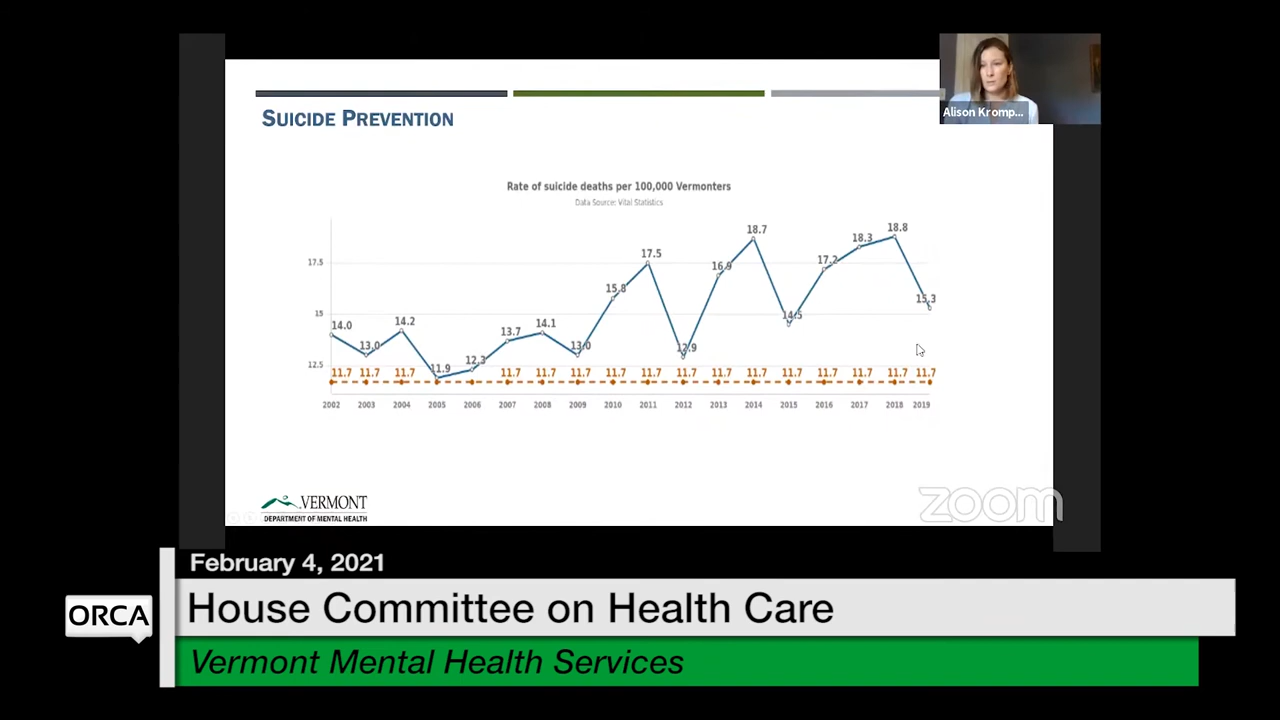 Alison Kromp...
SUICIDE PREVENTION
Rate of suicide deaths per 100,000 Vermonters
Data Source: Vital Statistics
18.8
18.7
18.3
17.5
17.2
17.5
16.9
15.8
15.3
15
14.5
14.0
14.2
14.1
13.7
13.0
13.0
12.9
12.3
12.5
11.9
11.7 11.7 11.7 11.7 11.7 11.7 11.7 11.7 11.7 11.7 11.7 11.7 11.7 11.7 11.7 11.7
2002 2003 2004 2005 2006 2007 2008 2009 2010 2011 2012 2013 2014 2015 2016 2017 2018 2019
VERMONT
DEPARTMENT OF MENTAL HEALTH
zoom
February 4, 2021
ORCA
House Committee on Health Care
Vermont Mental Health Services